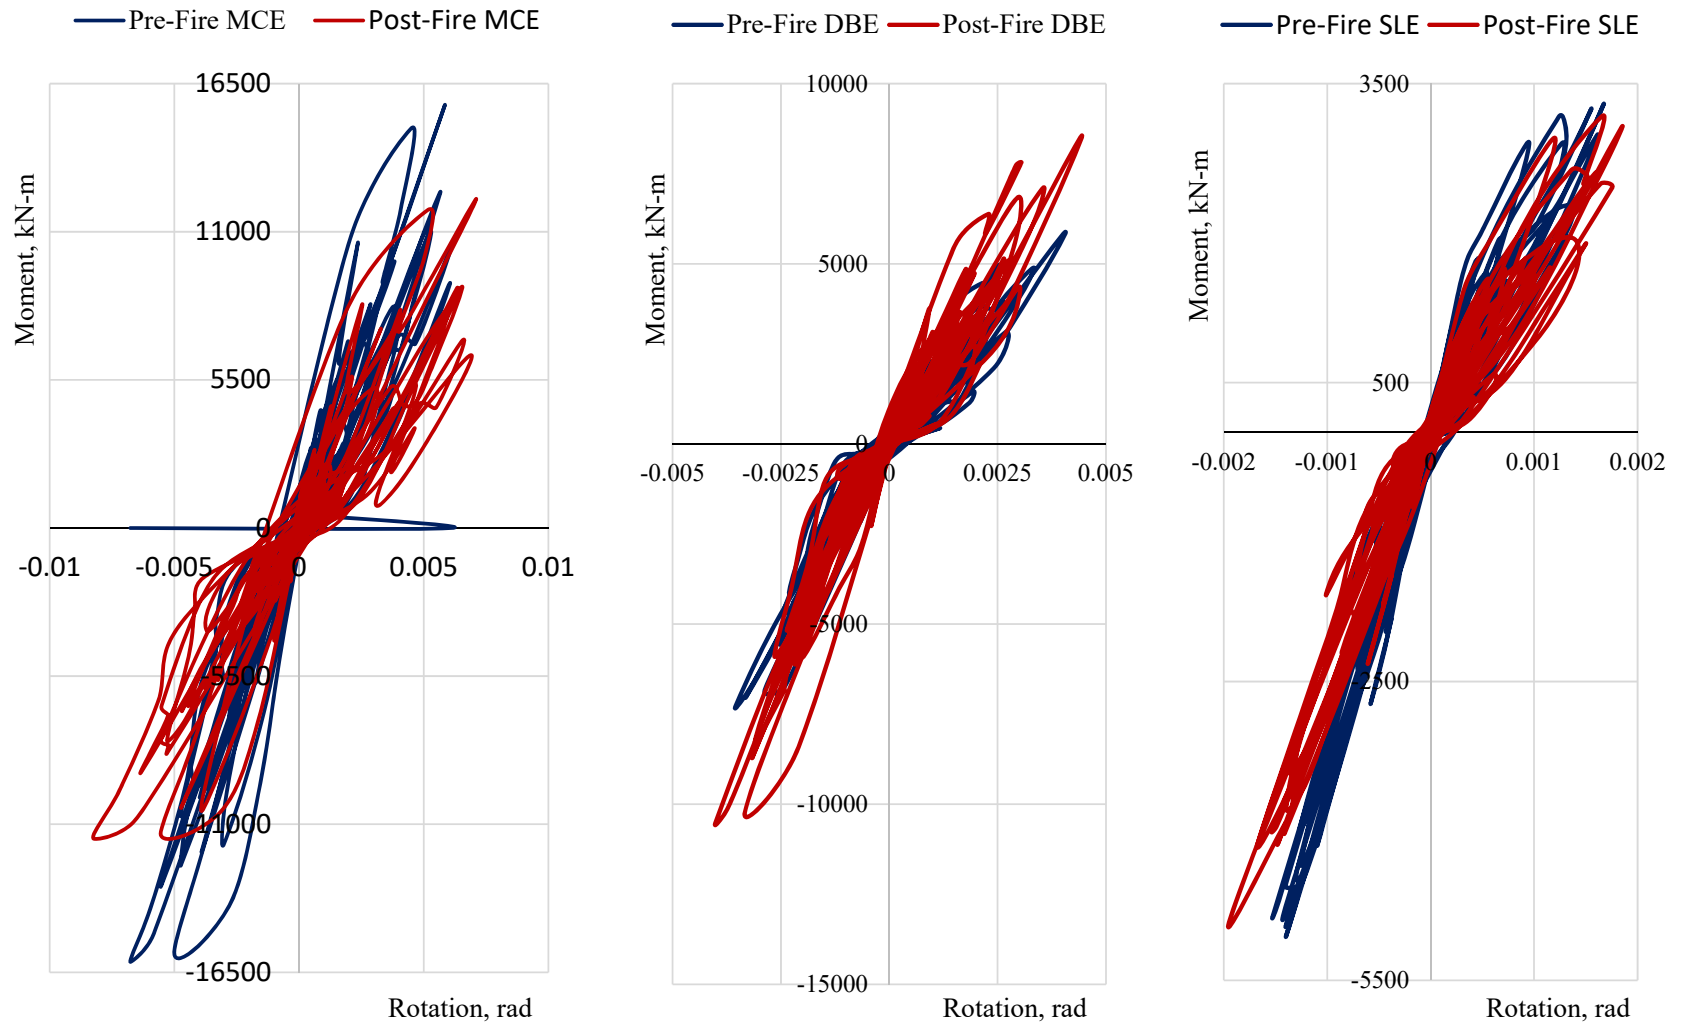 Pre-Fire MCE Post-Fire MCE
16500
11000
5500
0
-0.01 -0.005 0 0.005 0.01
-5500
-11000
-16500
Moment, kN-m
Rotation, rad
Pre-Fire DBE Post-Fire DBE
10000
5000
0
-0.005 -0.0025 0 0.0025 0.005
-5000
-10000
-15000
Moment, kN-m
Rotation, rad
Pre-Fire SLE Post-Fire SLE
3500
500
-0.002 -0.001 0 0.001 0.002
-2500
-5500
Moment, kN-m
Rotation, rad